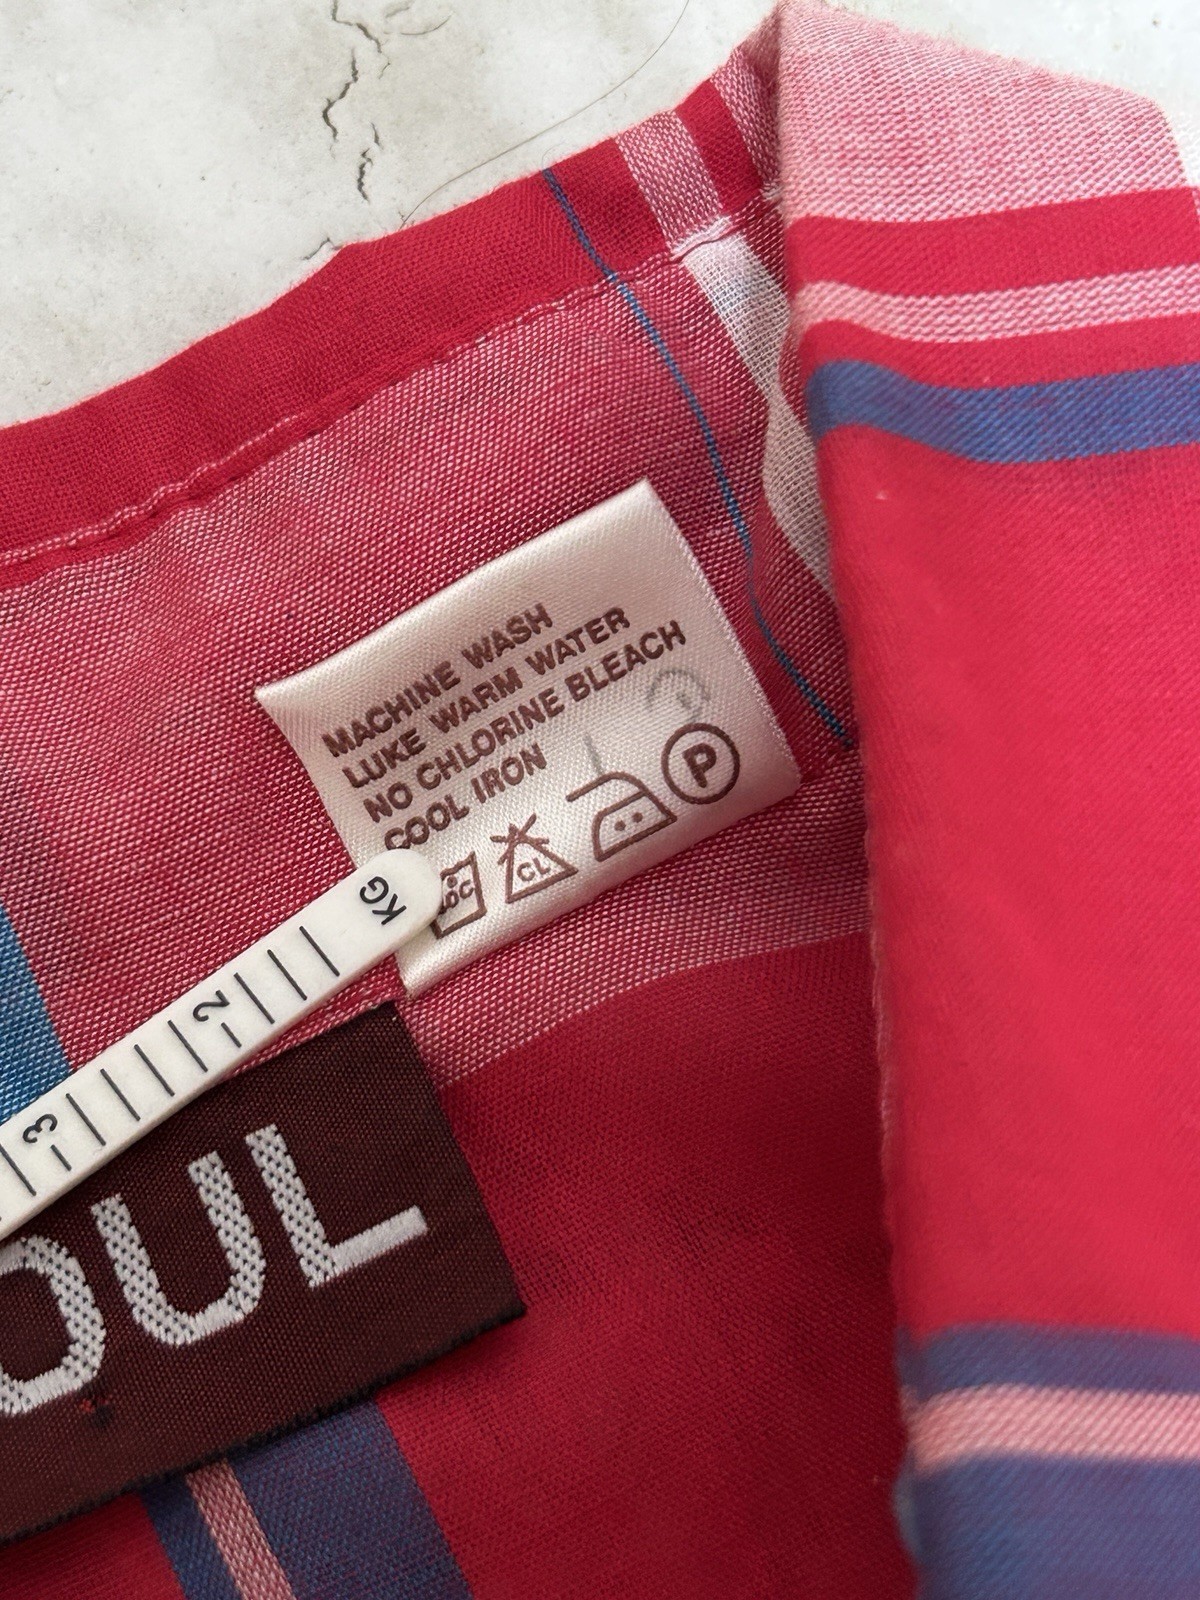 MACHINE WASH
LUKE WARM WATER
NO CHLORINE BLEACH
COOL IRON
CL
P
KG
2
3
OUL